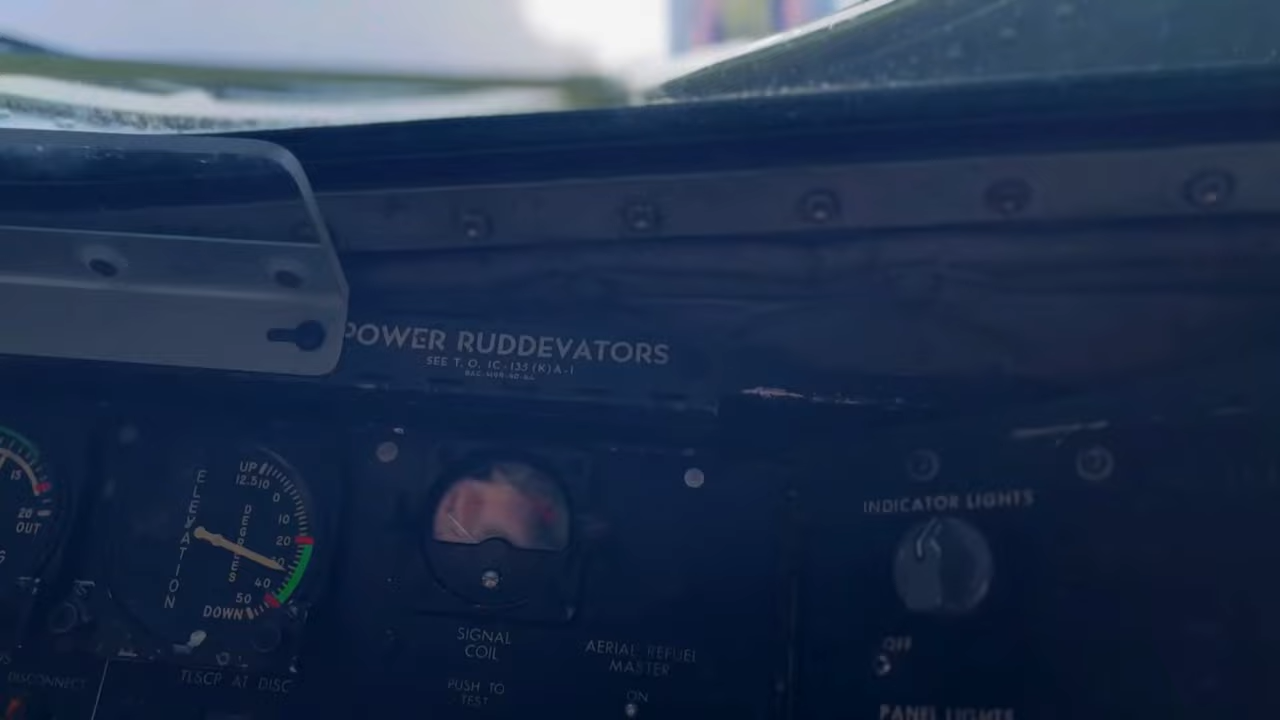 POWER RUDDEVATORS
SEE T. O. 1C-135(K)A-1
15
20
OUT
ELEVATION
UP
12.5
10
0
10
20
30
40
50
DOWN
DEGREES
DISCONNECT
TLSCP AT DISC
SIGNAL
COIL
PUSH TO
TEST
AERIAL REFUEL
MASTER
ON
INDICATOR LIGHTS
OFF
PANEL LIGHTS